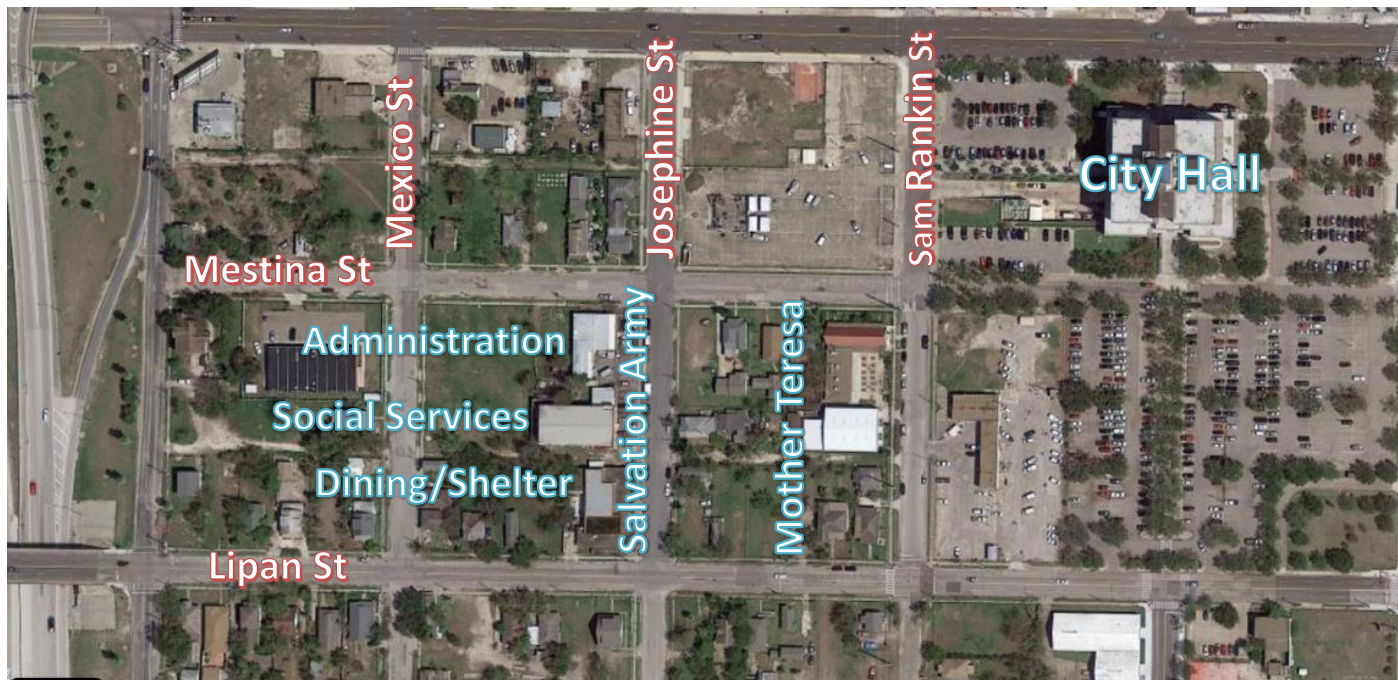 Mexico St
Josephine St
Sam Rankin St
City Hall
Mestina St
Administration
Salvation Army
Mother Teresa
Social Services
Dining/Shelter
Lipan St